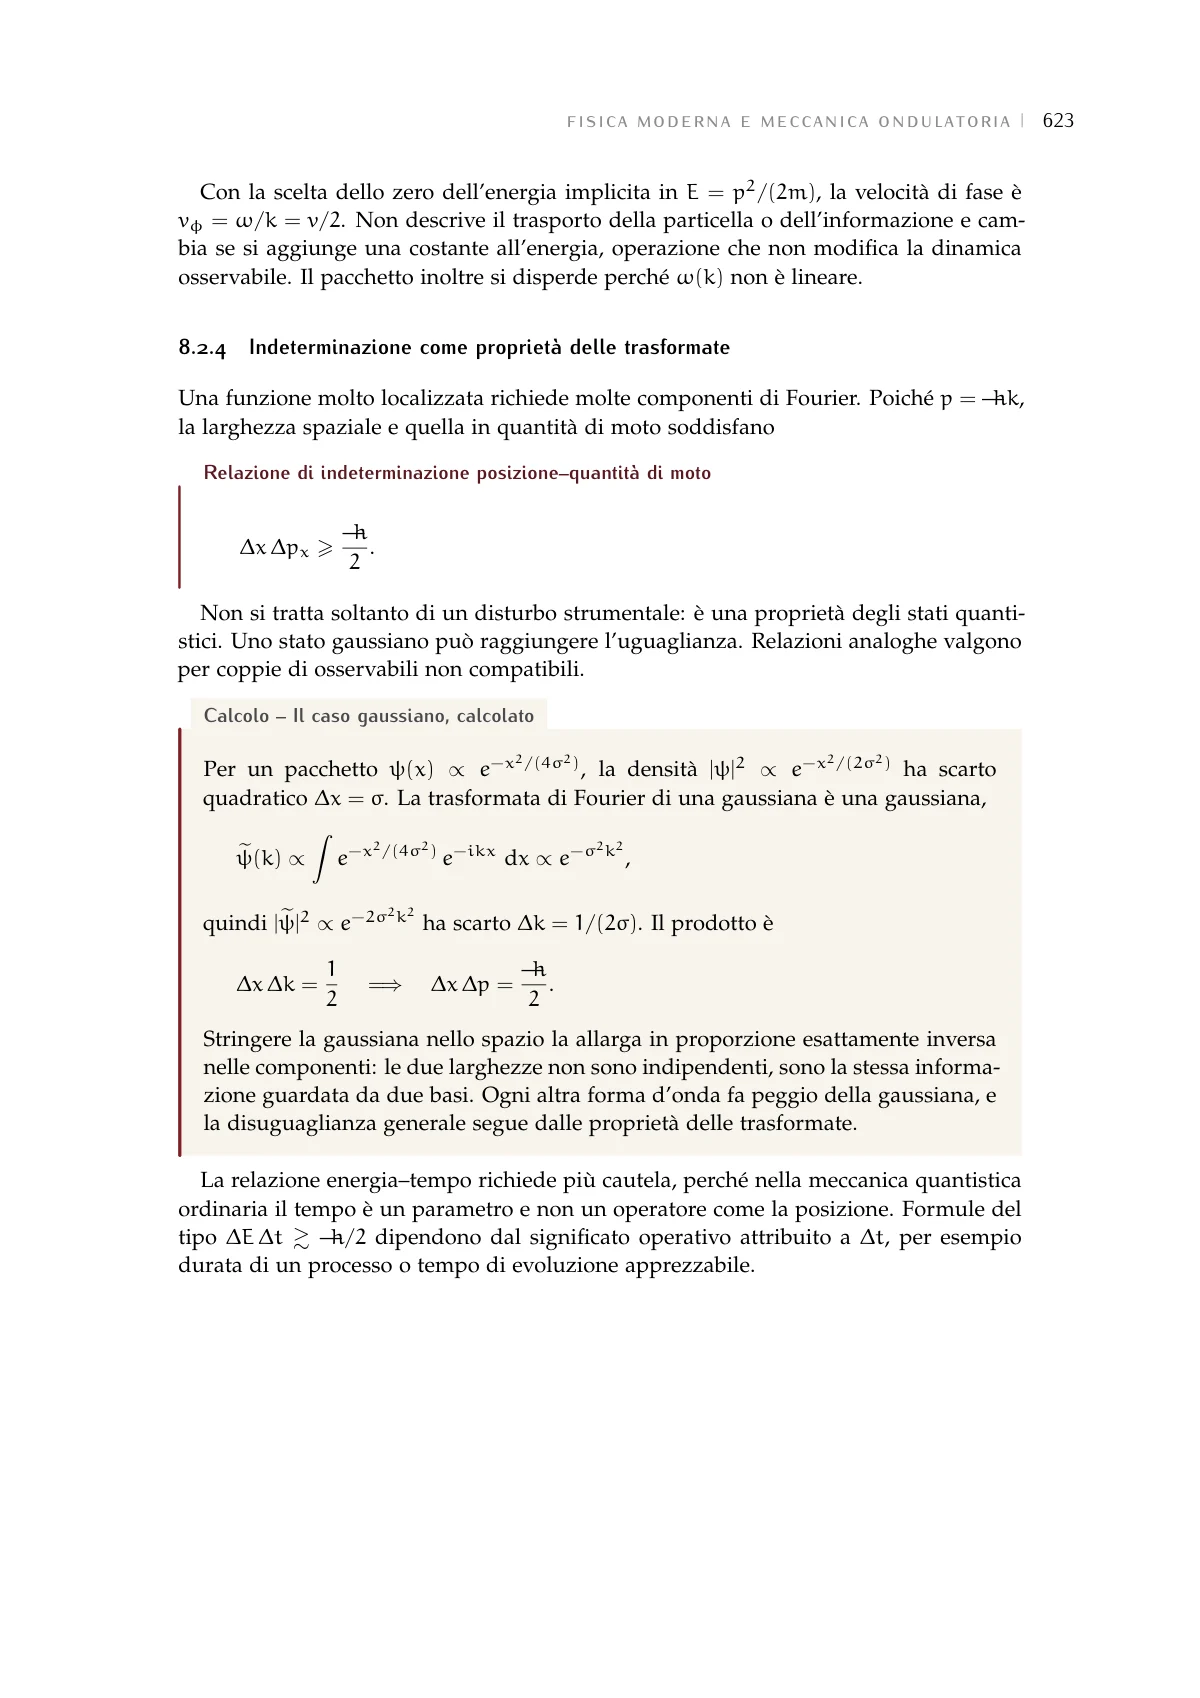 FISICA MODERNA E MECCANICA ONDULATORIA | 623
Con la scelta dello zero dell'energia implicita in E = p²/(2m), la velocità di fase è
v_ϕ = ω/k = v/2. Non descrive il trasporto della particella o dell'informazione e cam-
bia se si aggiunge una costante all'energia, operazione che non modifica la dinamica
osservabile. Il pacchetto inoltre si disperde perché ω(k) non è lineare.
8.2.4 Indeterminazione come proprietà delle trasformate
Una funzione molto localizzata richiede molte componenti di Fourier. Poiché p = ħk,
la larghezza spaziale e quella in quantità di moto soddisfano
Relazione di indeterminazione posizione–quantità di moto
Δx Δpₓ ⩾ ħ/2.
Non si tratta soltanto di un disturbo strumentale: è una proprietà degli stati quanti-
stici. Uno stato gaussiano può raggiungere l'uguaglianza. Relazioni analoghe valgono
per coppie di osservabili non compatibili.
Calcolo – Il caso gaussiano, calcolato
Per un pacchetto ψ(x) ∝ e^{−x²/(4σ²)}, la densità |ψ|² ∝ e^{−x²/(2σ²)} ha scarto
quadratico Δx = σ. La trasformata di Fourier di una gaussiana è una gaussiana,
ψ̃(k) ∝ ∫ e^{−x²/(4σ²)} e^{−ikx} dx ∝ e^{−σ²k²},
quindi |ψ̃|² ∝ e^{−2σ²k²} ha scarto Δk = 1/(2σ). Il prodotto è
Δx Δk = 1/2 ⟹ Δx Δp = ħ/2.
Stringere la gaussiana nello spazio la allarga in proporzione esattamente inversa
nelle componenti: le due larghezze non sono indipendenti, sono la stessa informa-
zione guardata da due basi. Ogni altra forma d'onda fa peggio della gaussiana, e
la disuguaglianza generale segue dalle proprietà delle trasformate.
La relazione energia–tempo richiede più cautela, perché nella meccanica quantistica
ordinaria il tempo è un parametro e non un operatore come la posizione. Formule del
tipo ΔE Δt ≳ ħ/2 dipendono dal significato operativo attribuito a Δt, per esempio
durata di un processo o tempo di evoluzione apprezzabile.